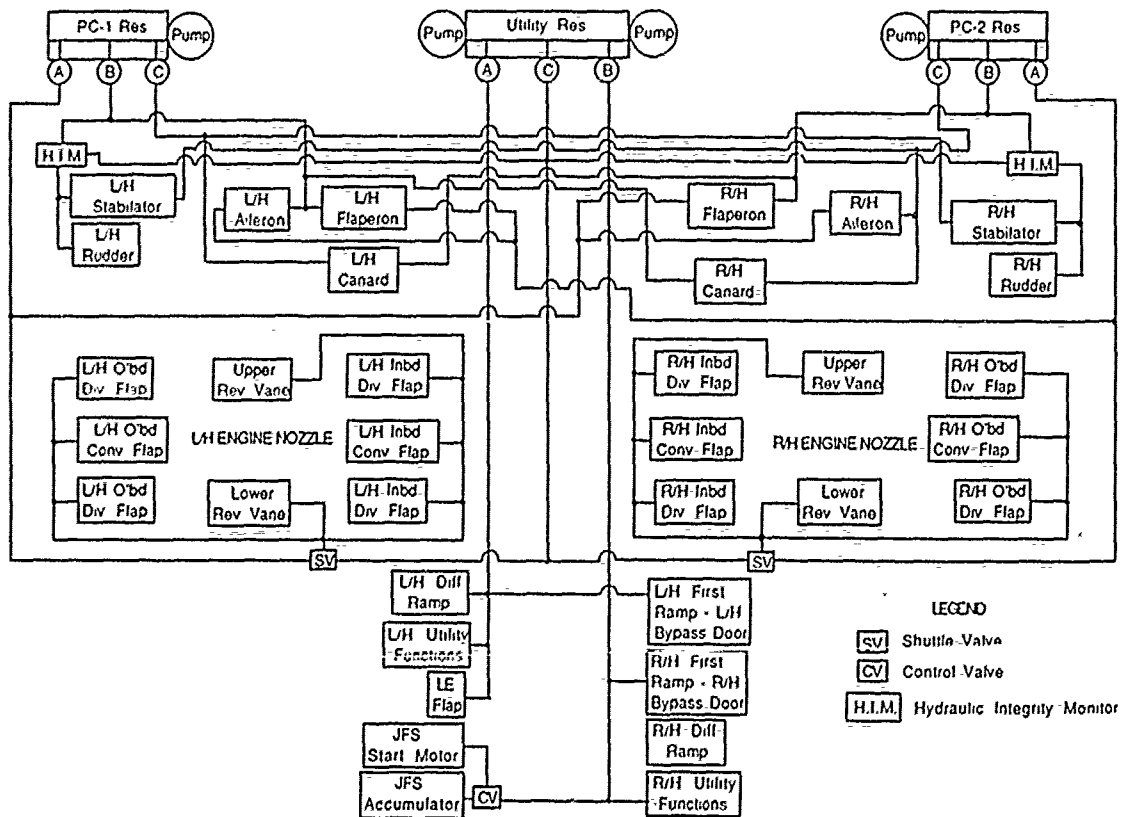 PC-1 Res
Pump
Utility Res
Pump
Pump
PC-2 Res
Pump
A
B
C
A
C
B
C
B
A
H.I.M.
H.I.M.
L/H
Stabilator
L/H
Rudder
L/H
Aileron
L/H
Flaperon
L/H
Canard
R/H
Flaperon
R/H
Aileron
R/H
Canard
R/H
Stabilator
R/H
Rudder
L/H O'bd
Div Flap
Upper
Rev Vane
L/H Inbd
Div Flap
L/H O'bd
Conv Flap
L/H ENGINE NOZZLE
L/H Inbd
Conv Flap
L/H O'bd
Div Flap
Lower
Rev Vane
L/H Inbd
Div Flap
SV
R/H Inbd
Div Flap
Upper
Rev Vane
R/H O'bd
Div Flap
R/H Inbd
Conv Flap
R/H ENGINE NOZZLE
R/H O'bd
Conv Flap
R/H Inbd
Div Flap
Lower
Rev Vane
R/H O'bd
Div Flap
SV
L/H Diff
Ramp
L/H Utility
Functions
LE
Flap
JFS
Start Motor
JFS
Accumulator
CV
L/H First
Ramp - L/H
Bypass Door
R/H First
Ramp - R/H
Bypass Door
R/H Diff
Ramp
R/H Utility
Functions
LEGEND
SV Shuttle Valve
CV Control Valve
H.I.M. Hydraulic Integrity Monitor